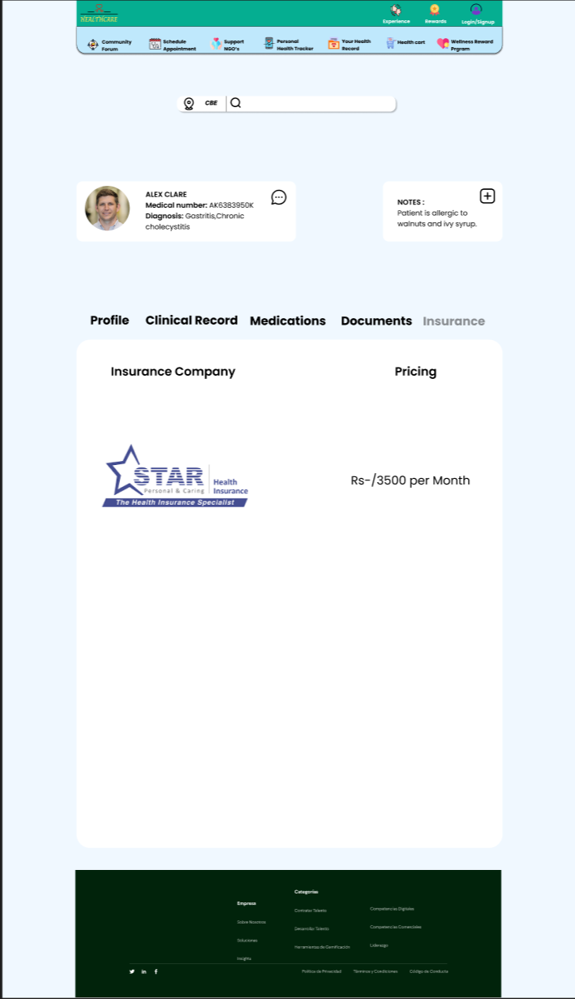 HEALTHCARE
Experience
Rewards
Login/Signup
Community
Forum
Schedule
Appointment
Support
NGO's
Personal
Health Tracker
Your Health
Record
Health cart
Wellness Reward
Prgram
CBE
ALEX CLARE
Medical number: AK6383950K
Diagnosis: Gastritis,Chronic
cholecystitis
NOTES :
Patient is allergic to
walnuts and ivy syrup.
Profile
Clinical Record
Medications
Documents
Insurance
Insurance Company
Pricing
STAR
Personal & Caring
Health
Insurance
The Health Insurance Specialist
Rs-/3500 per Month
Empresa
Sobre Nosotros
Soluciones
Insights
Categorías
Contratar Talento
Desarrollar Talento
Herramientas de Gamificación
Competencias Digitales
Competencias Comerciales
Liderazgo
Política de Privacidad
Términos y Condiciones
Código de Conducta